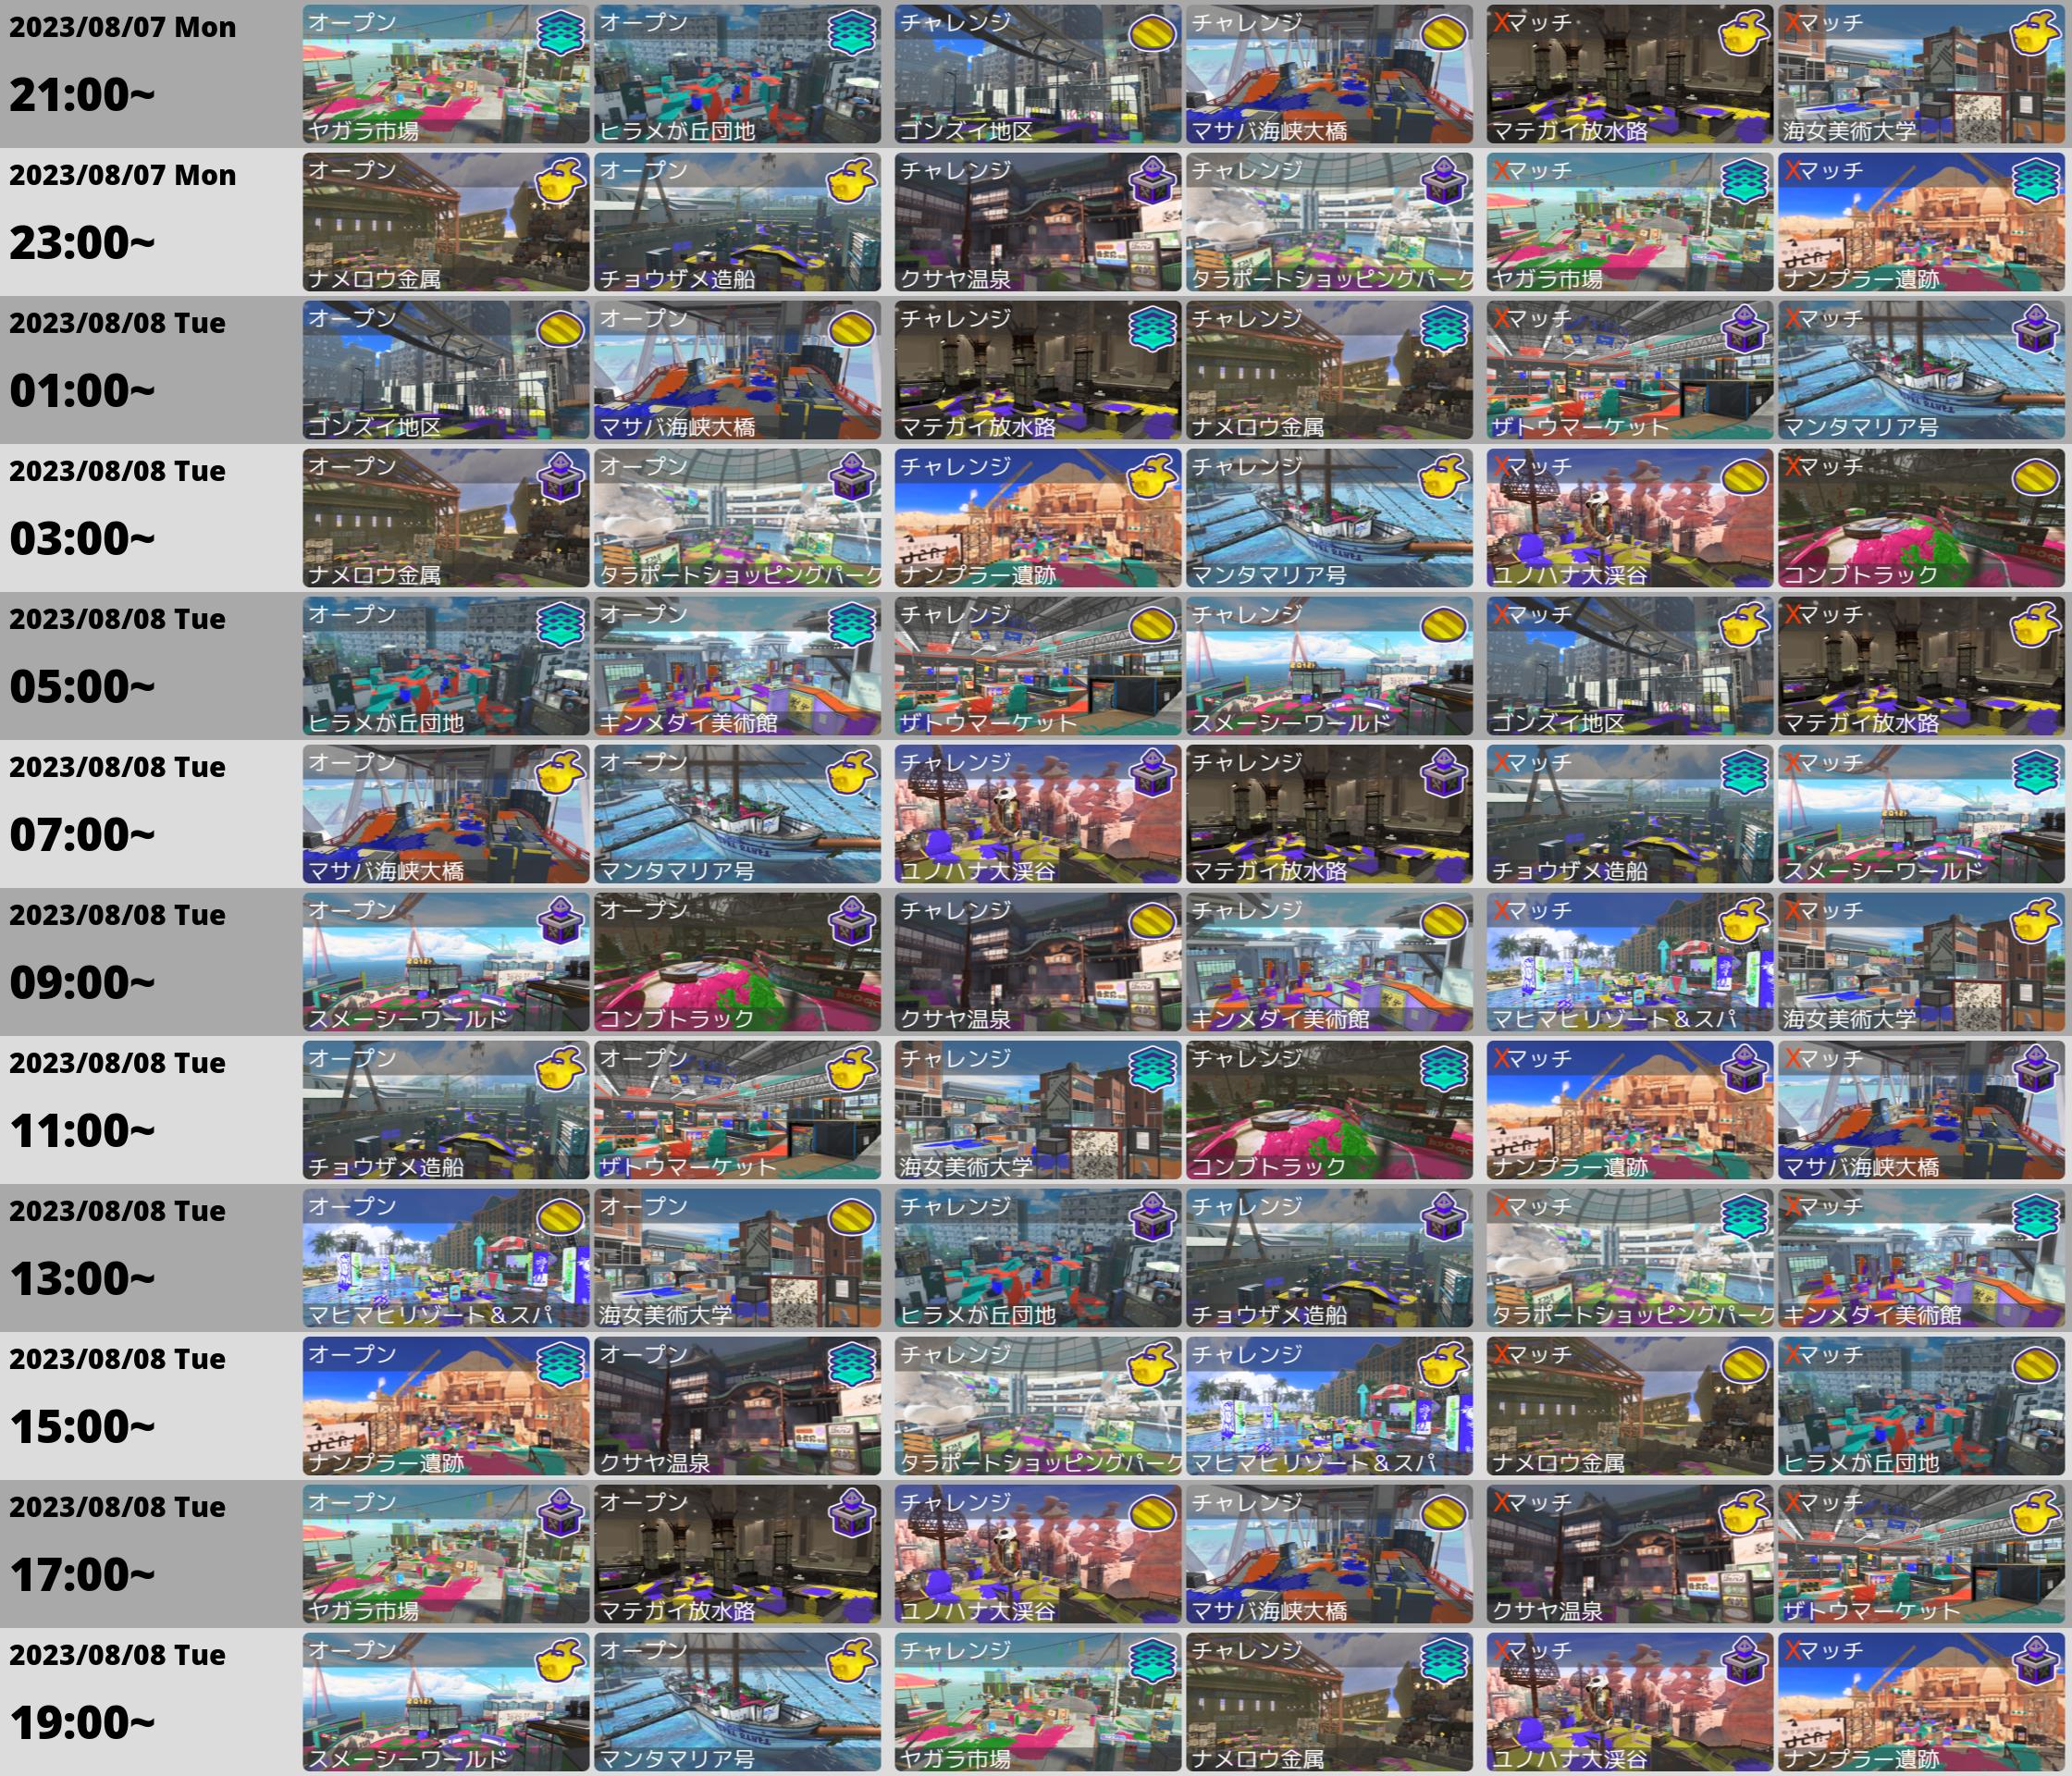 2023/08/07 Mon
21:00~
オープン オープン チャレンジ チャレンジ Xマッチ Xマッチ
ヤガラ市場 ヒラメが丘団地 ゴンズイ地区 マサバ海峡大橋 マテガイ放水路 海女美術大学
2023/08/07 Mon
23:00~
オープン オープン チャレンジ チャレンジ Xマッチ Xマッチ
ナメロウ金属 チョウザメ造船 クサヤ温泉 タラポートショッピングパーク ヤガラ市場 ナンプラー遺跡
2023/08/08 Tue
01:00~
オープン オープン チャレンジ チャレンジ Xマッチ Xマッチ
ゴンズイ地区 マサバ海峡大橋 マテガイ放水路 ナメロウ金属 ザトウマーケット マンタマリア号
2023/08/08 Tue
03:00~
オープン オープン チャレンジ チャレンジ Xマッチ Xマッチ
ナメロウ金属 タラポートショッピングパーク ナンプラー遺跡 マンタマリア号 ユノハナ大渓谷 コンブトラック
2023/08/08 Tue
05:00~
オープン オープン チャレンジ チャレンジ Xマッチ Xマッチ
ヒラメが丘団地 キンメダイ美術館 ザトウマーケット スメーシーワールド ゴンズイ地区 マテガイ放水路
2023/08/08 Tue
07:00~
オープン オープン チャレンジ チャレンジ Xマッチ Xマッチ
マサバ海峡大橋 マンタマリア号 ユノハナ大渓谷 マテガイ放水路 チョウザメ造船 スメーシーワールド
2023/08/08 Tue
09:00~
オープン オープン チャレンジ チャレンジ Xマッチ Xマッチ
スメーシーワールド コンブトラック クサヤ温泉 キンメダイ美術館 マヒマヒリゾート＆スパ 海女美術大学
2023/08/08 Tue
11:00~
オープン オープン チャレンジ チャレンジ Xマッチ Xマッチ
チョウザメ造船 ザトウマーケット 海女美術大学 コンブトラック ナンプラー遺跡 マサバ海峡大橋
2023/08/08 Tue
13:00~
オープン オープン チャレンジ チャレンジ Xマッチ Xマッチ
マヒマヒリゾート＆スパ 海女美術大学 ヒラメが丘団地 チョウザメ造船 タラポートショッピングパーク キンメダイ美術館
2023/08/08 Tue
15:00~
オープン オープン チャレンジ チャレンジ Xマッチ Xマッチ
ナンプラー遺跡 クサヤ温泉 タラポートショッピングパーク マヒマヒリゾート＆スパ ナメロウ金属 ヒラメが丘団地
2023/08/08 Tue
17:00~
オープン オープン チャレンジ チャレンジ Xマッチ Xマッチ
ヤガラ市場 マテガイ放水路 ユノハナ大渓谷 マサバ海峡大橋 クサヤ温泉 ザトウマーケット
2023/08/08 Tue
19:00~
オープン オープン チャレンジ チャレンジ Xマッチ Xマッチ
スメーシーワールド マンタマリア号 ヤガラ市場 ナメロウ金属 ユノハナ大渓谷 ナンプラー遺跡